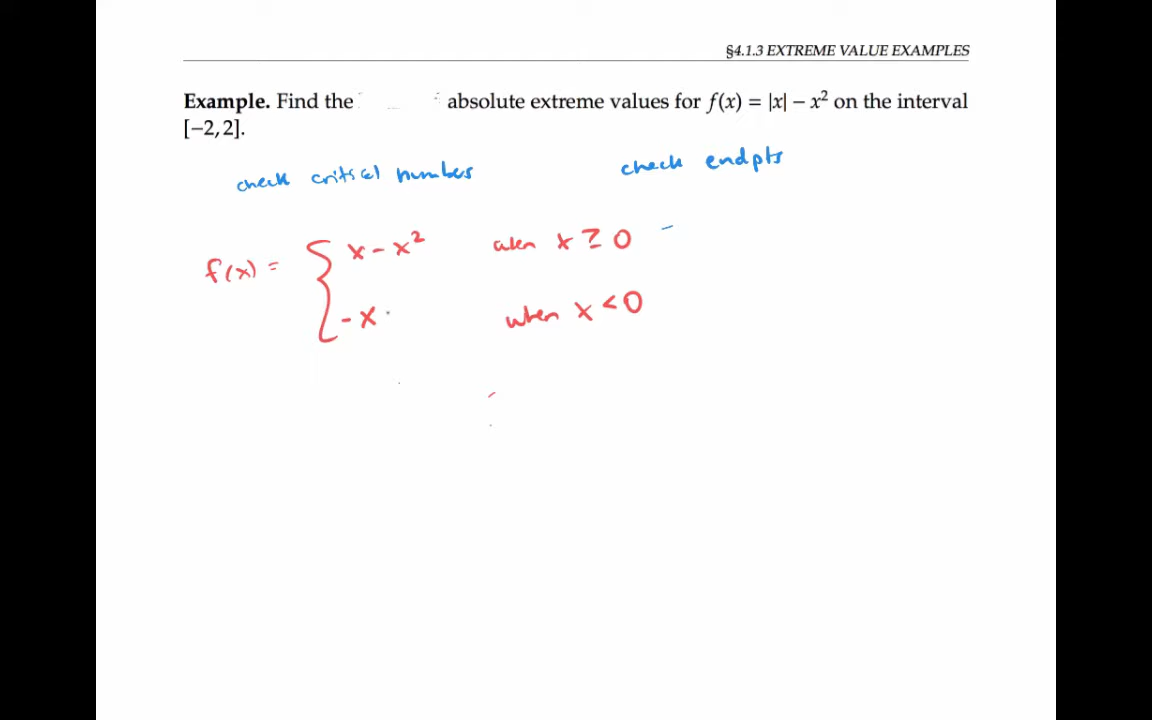 §4.1.3 EXTREME VALUE EXAMPLES
Example. Find the absolute extreme values for f(x) = |x| − x² on the interval
[−2, 2].
check critical numbers check endpts
f(x) = { x − x² when x ≥ 0
−x when x < 0